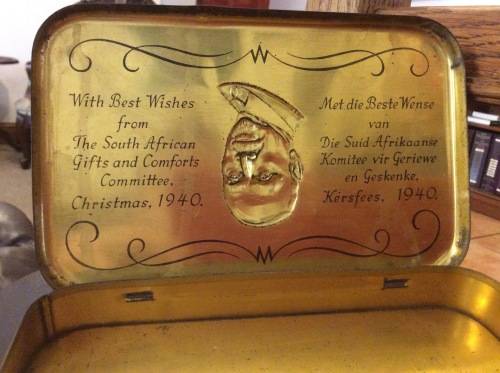 With Best Wishes
from
The South African
Gifts and Comforts
Committee,
Christmas, 1940.
Met die Beste Wense
van
Die Suid Afrikaanse
Komitee vir Geriewe
en Geskenke,
Kersfees, 1940.